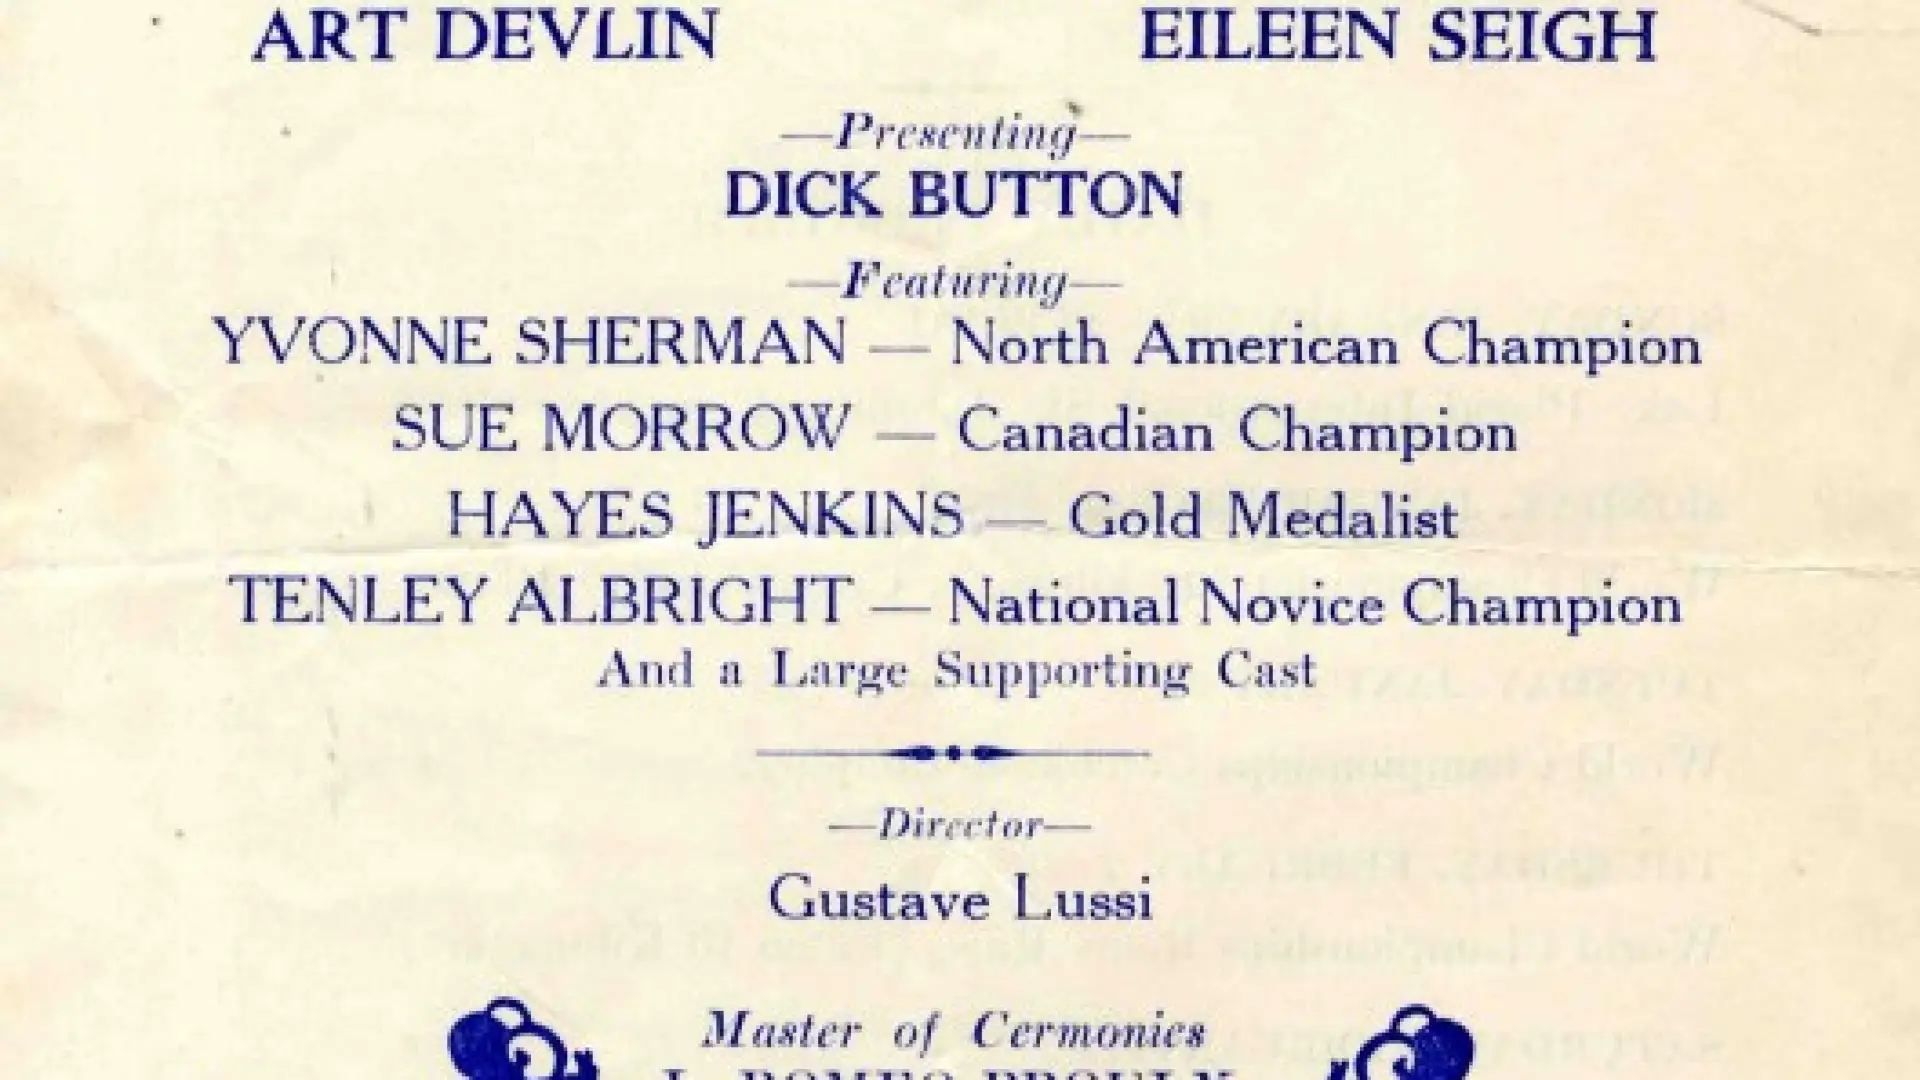 ART DEVLIN EILEEN SEIGH
—Presenting—
DICK BUTTON
—Featuring—
YVONNE SHERMAN — North American Champion
SUE MORROW — Canadian Champion
HAYES JENKINS — Gold Medalist
TENLEY ALBRIGHT — National Novice Champion
And a Large Supporting Cast
—Director—
Gustave Lussi
Master of Cermonics